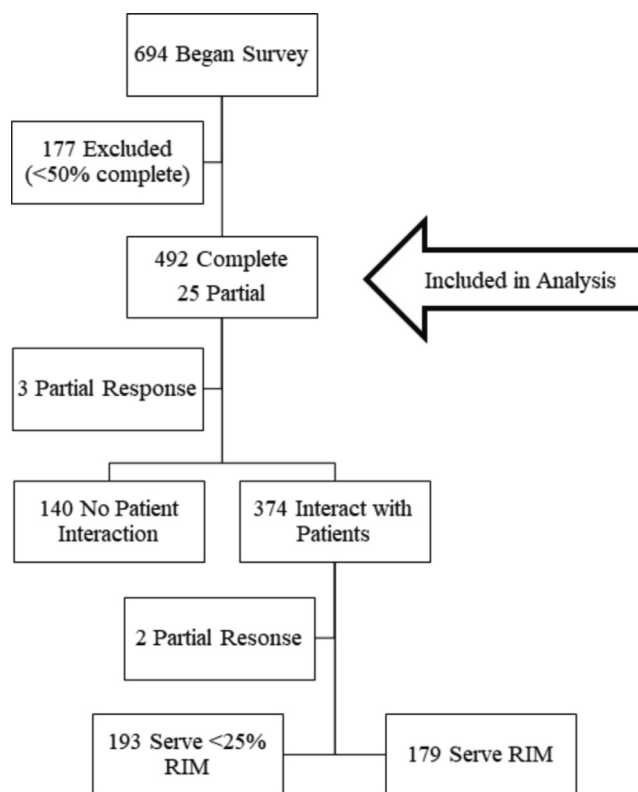 694 Began Survey
177 Excluded
(<50% complete)
492 Complete
25 Partial
Included in Analysis
3 Partial Response
140 No Patient
Interaction
374 Interact with
Patients
2 Partial Resonse
193 Serve <25%
RIM
179 Serve RIM